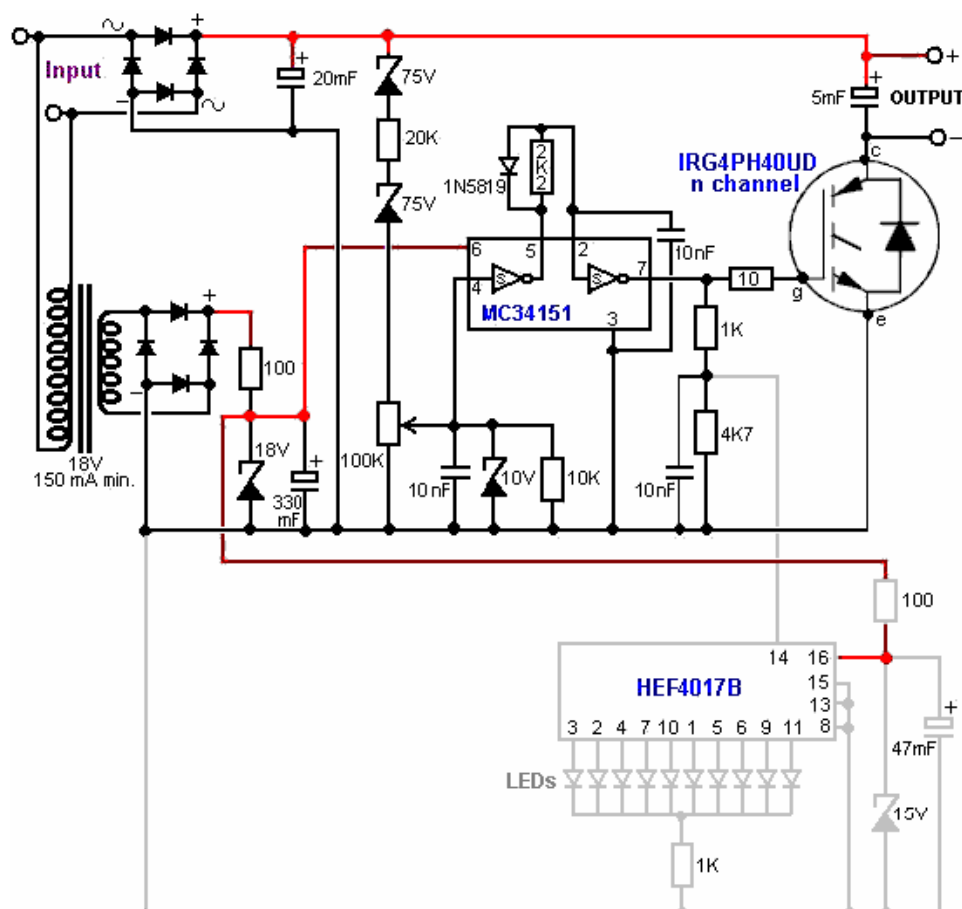 +
Input
+
20mF
75V
20K
75V
1N5819
2K2
6
5
2
4
7
S
S
MC34151
3
10nF
+
5mF
OUTPUT
+
–
IRG4PH40UD
n channel
c
g
e
10
1K
4K7
10nF
+
–
–
100
18V
150 mA min.
18V
+
330
mF
100K
10nF
10V
10K
100
14
16
HEF4017B
15
13
8
3 2 4 7 10 1 5 6 9 11
LEDs
1K
+
47mF
15V